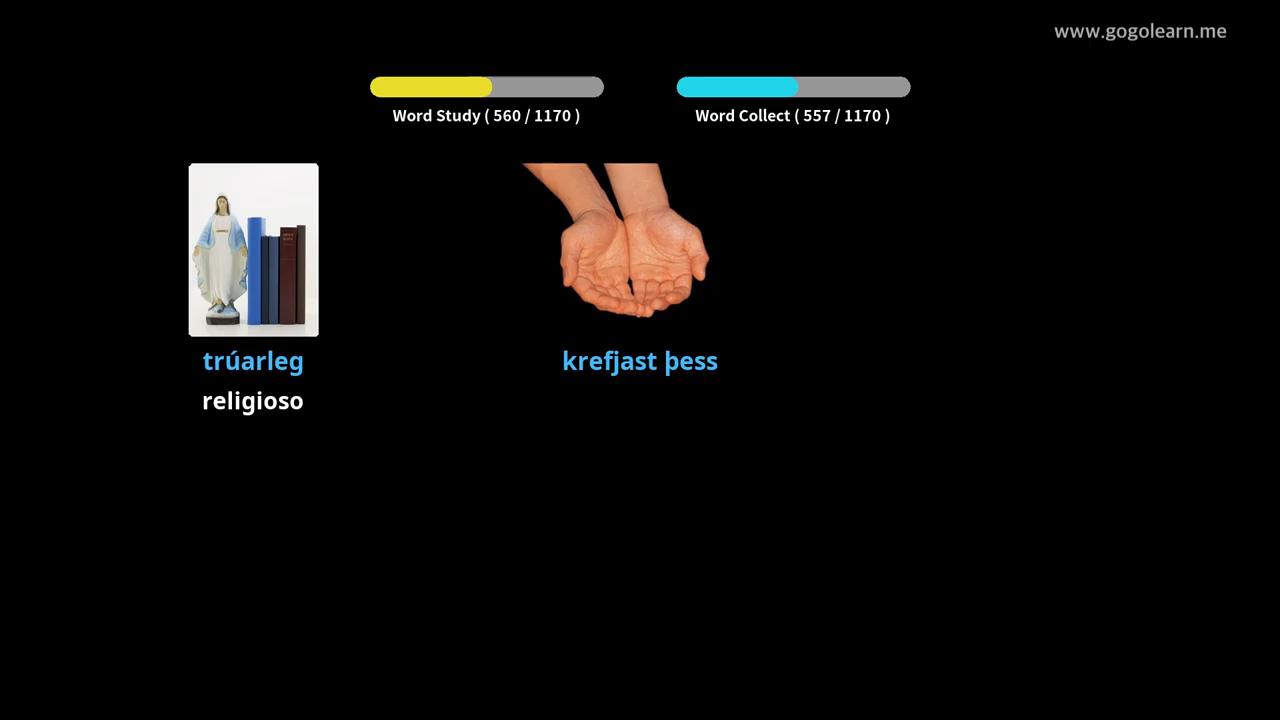 www.gogolearn.me
Word Study ( 560 / 1170 )
Word Collect ( 557 / 1170 )
trúarleg
religioso
krefjast þess